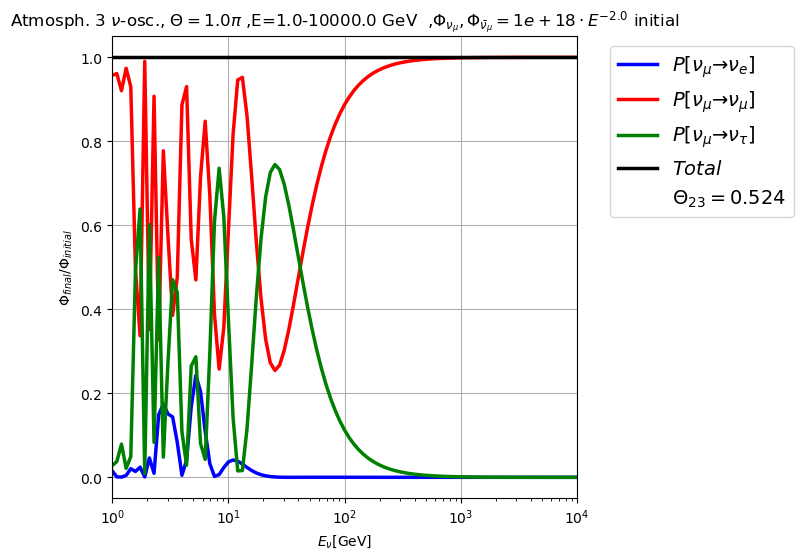 Atmosph. 3 ν-osc., Θ = 1.0π ,E=1.0-10000.0 GeV ,Φ_{ν_μ}, Φ_{ν̄_μ} = 1e + 18 · E^{−2.0} initial
P[ν_μ→ν_e]
P[ν_μ→ν_μ]
P[ν_μ→ν_τ]
Total
Θ_{23} = 0.524
1.0
0.8
0.6
0.4
0.2
0.0
Φ_{final}/Φ_{initial}
10^0 10^1 10^2 10^3 10^4
E_ν[GeV]